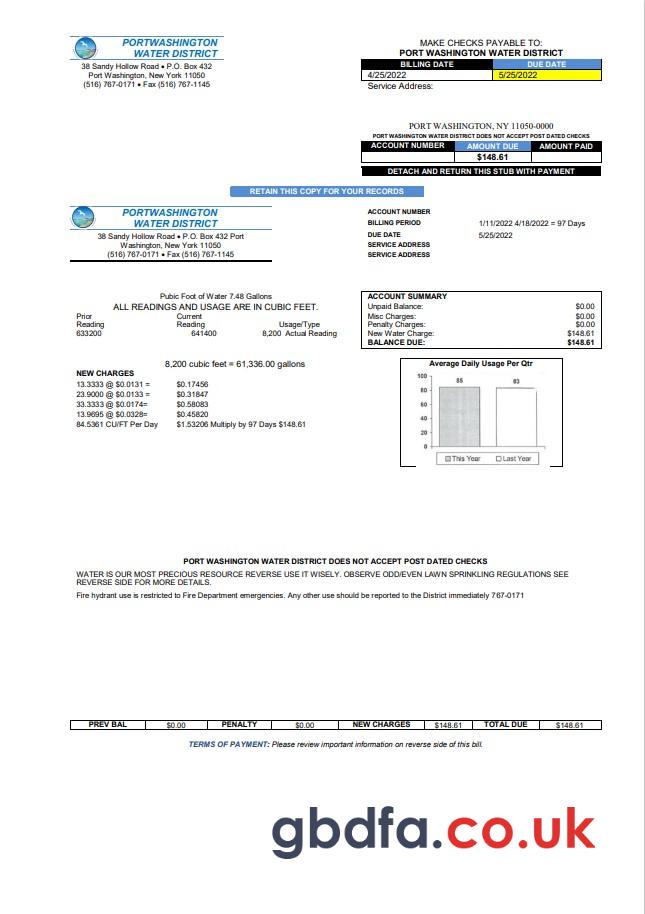 PORTWASHINGTON
WATER DISTRICT
38 Sandy Hollow Road • P.O. Box 432
Port Washington, New York 11050
(516) 767-0171 • Fax (516) 767-1145
MAKE CHECKS PAYABLE TO:
PORT WASHINGTON WATER DISTRICT
BILLING DATE DUE DATE
4/25/2022 5/25/2022
Service Address:
PORT WASHINGTON, NY 11050-0000
PORT WASHINGTON WATER DISTRICT DOES NOT ACCEPT POST DATED CHECKS
ACCOUNT NUMBER AMOUNT DUE AMOUNT PAID
$148.61
DETACH AND RETURN THIS STUB WITH PAYMENT
RETAIN THIS COPY FOR YOUR RECORDS
PORTWASHINGTON
WATER DISTRICT
38 Sandy Hollow Road • P.O. Box 432 Port
Washington, New York 11050
(516) 767-0171 • Fax (516) 767-1145
ACCOUNT NUMBER
BILLING PERIOD 1/11/2022 4/18/2022 = 97 Days
DUE DATE 5/25/2022
SERVICE ADDRESS
SERVICE ADDRESS
Pubic Foot of Water 7.48 Gallons
ALL READINGS AND USAGE ARE IN CUBIC FEET.
Prior Current
Reading Reading Usage/Type
633200 641400 8,200 Actual Reading
8,200 cubic feet = 61,336.00 gallons
NEW CHARGES
13.3333 @ $0.0131 = $0.17456
23.9000 @ $0.0133 = $0.31847
33.3333 @ $0.0174= $0.58083
13.9695 @ $0.0328= $0.45820
84.5361 CU/FT Per Day $1.53206 Multiply by 97 Days $148.61
ACCOUNT SUMMARY
Unpaid Balance: $0.00
Misc Charges: $0.00
Penalty Charges: $0.00
New Water Charge: $148.61
BALANCE DUE: $148.61
Average Daily Usage Per Qtr
100
80
60
40
20
0
85 83
This Year Last Year
PORT WASHINGTON WATER DISTRICT DOES NOT ACCEPT POST DATED CHECKS
WATER IS OUR MOST PRECIOUS RESOURCE REVERSE USE IT WISELY. OBSERVE ODD/EVEN LAWN SPRINKLING REGULATIONS SEE
REVERSE SIDE FOR MORE DETAILS.
Fire hydrant use is restricted to Fire Department emergencies. Any other use should be reported to the District immediately 767-0171
PREV BAL $0.00 PENALTY $0.00 NEW CHARGES $148.61 TOTAL DUE $148.61
TERMS OF PAYMENT: Please review important information on reverse side of this bill.
gbdfa.co.uk